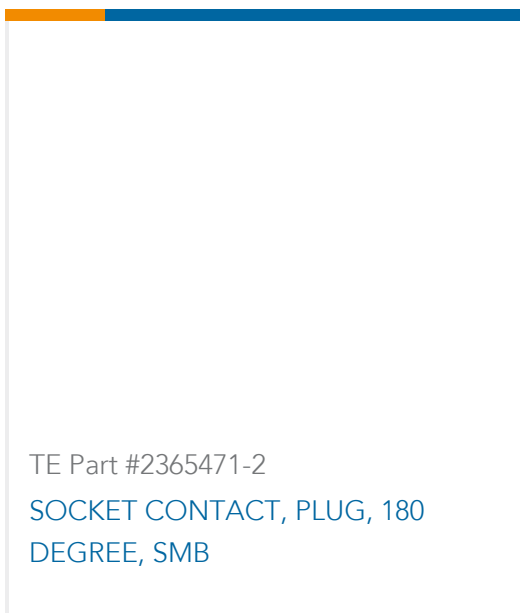 TE Part #2365471-2
SOCKET CONTACT, PLUG, 180
DEGREE, SMB